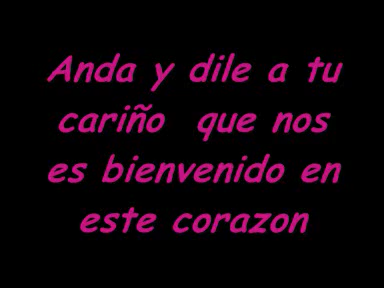 Anda y dile a tu
cariño que nos
es bienvenido en
este corazon